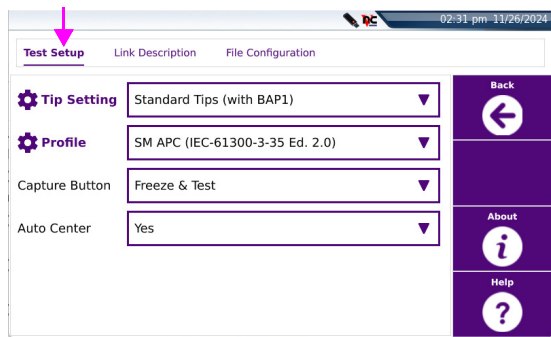 02:31 pm 11/26/2024
Test Setup Link Description File Configuration
Back
Tip Setting Standard Tips (with BAP1)
Profile SM APC (IEC-61300-3-35 Ed. 2.0)
Capture Button Freeze & Test
Auto Center Yes
About
i
Help
?